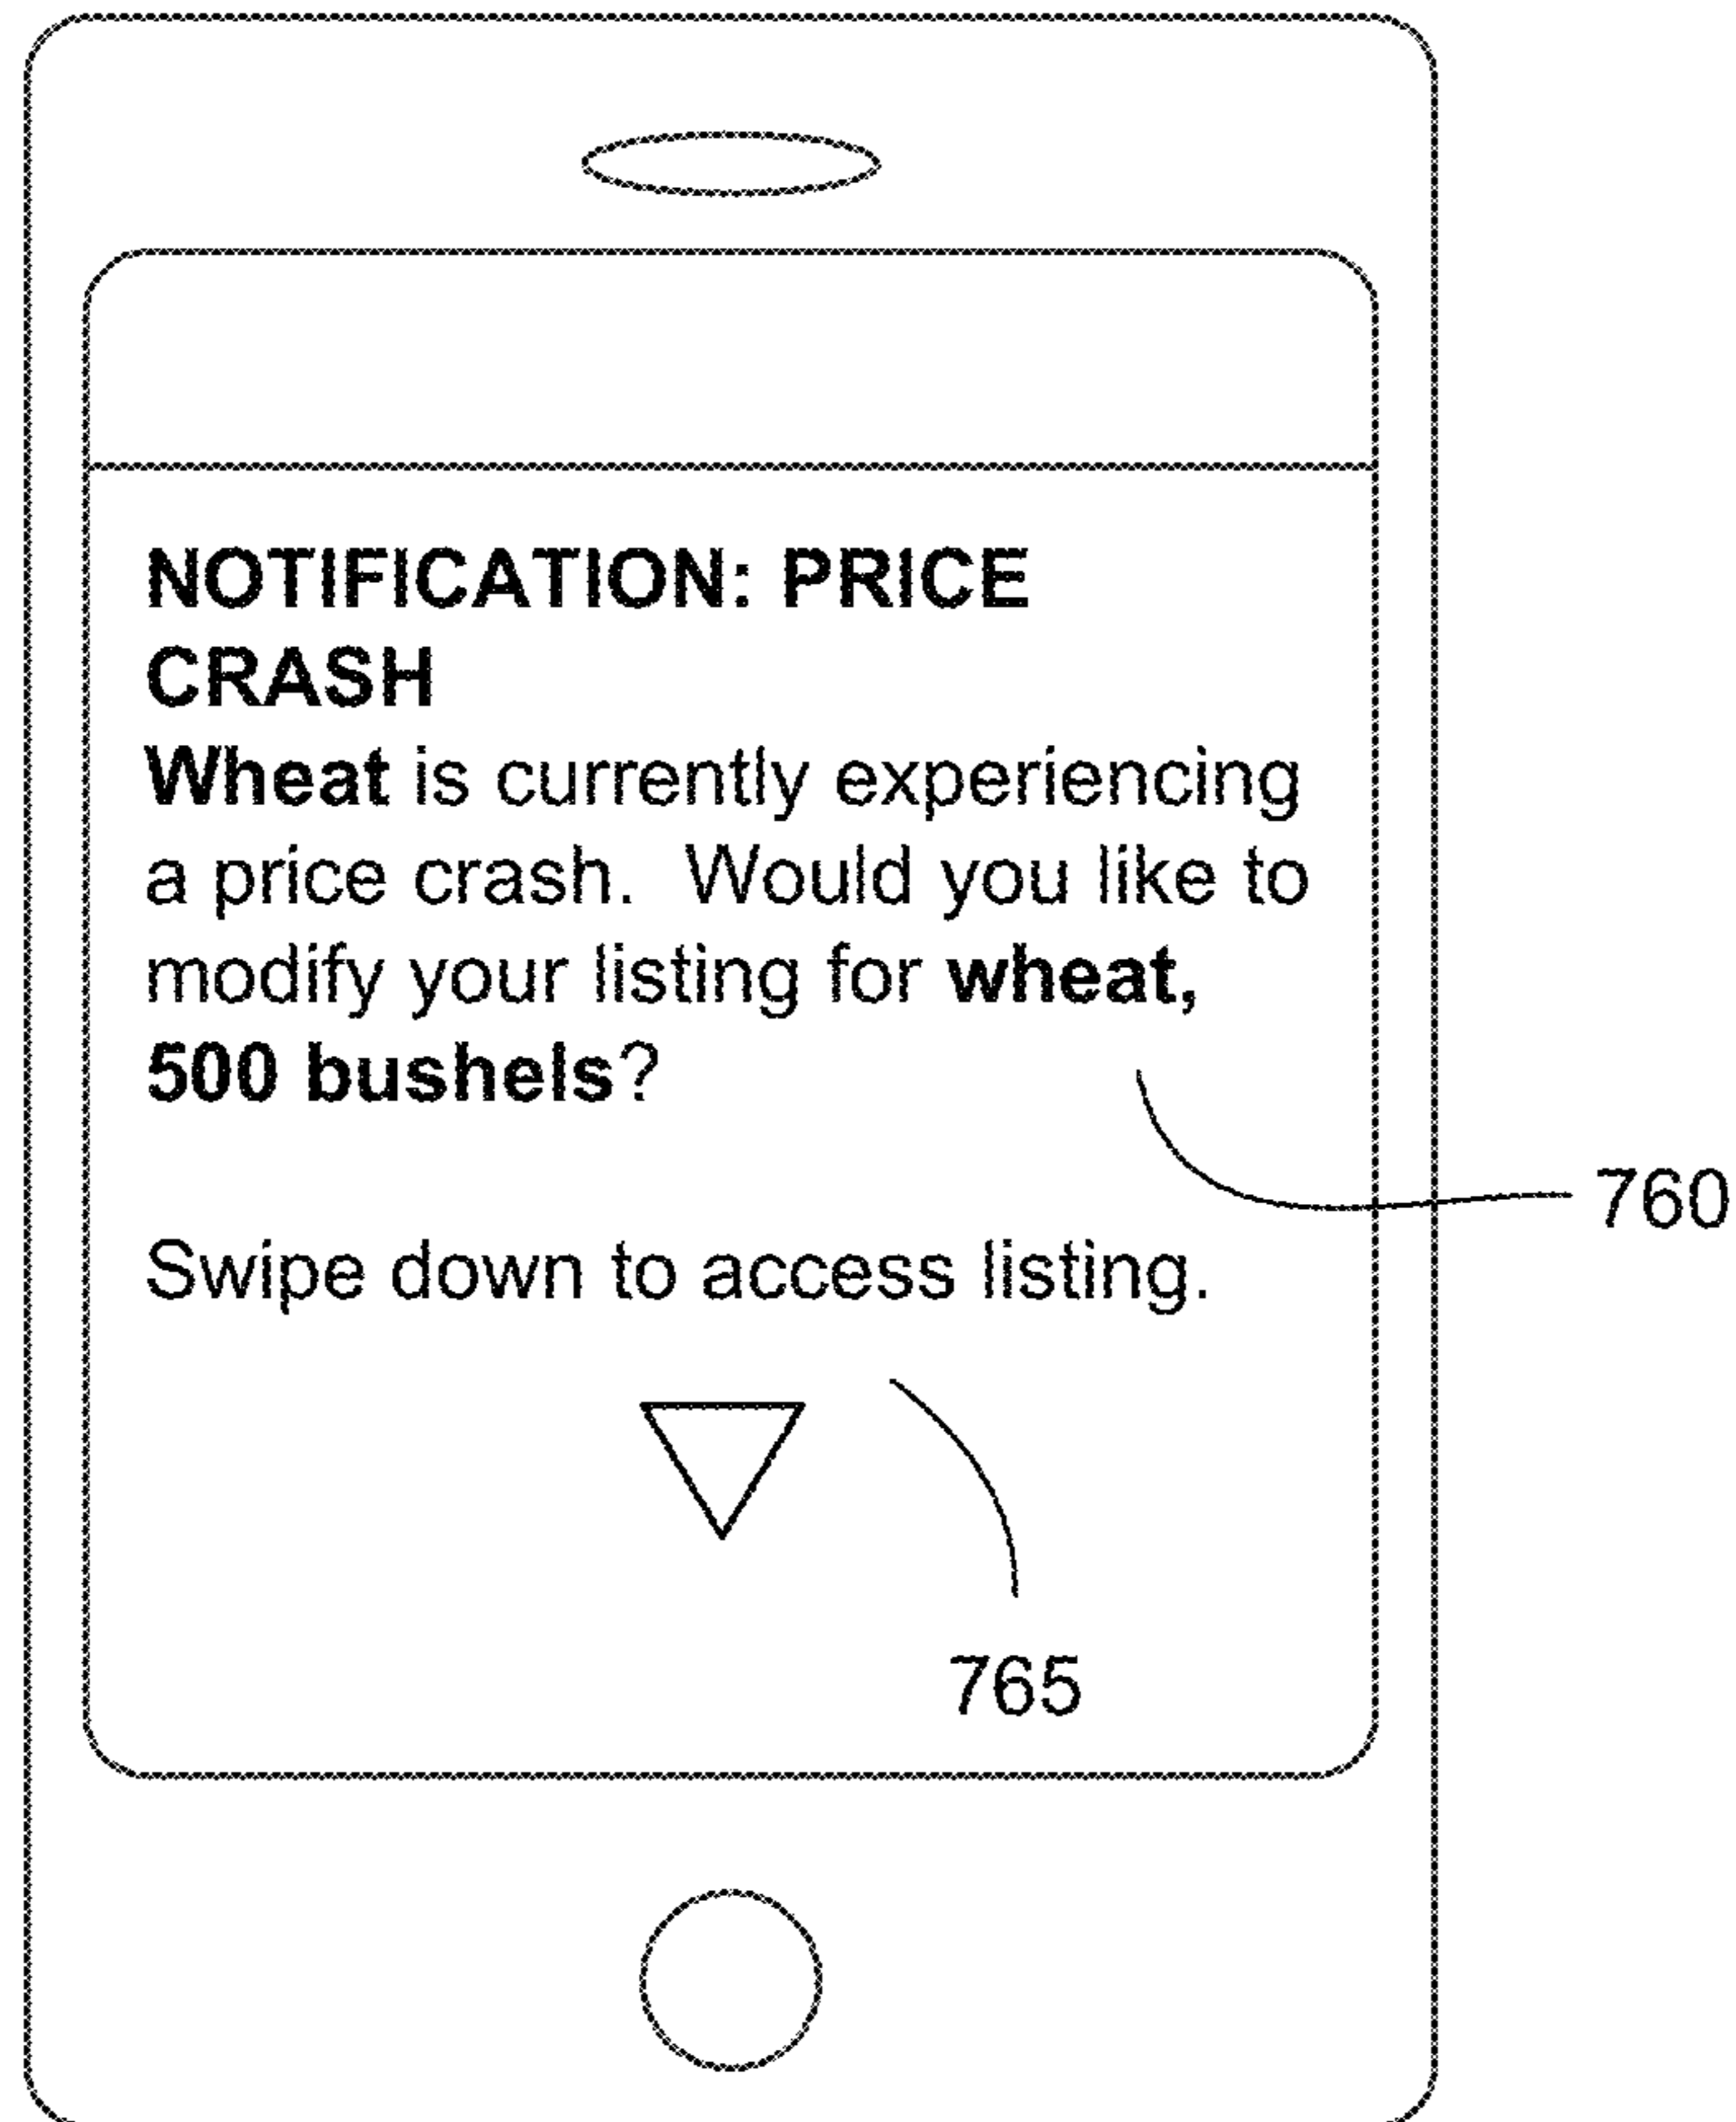 NOTIFICATION: PRICE
CRASH
Wheat is currently experiencing
a price crash.  Would you like to
modify your listing for wheat,
500 bushels?
760
Swipe down to access listing.
765